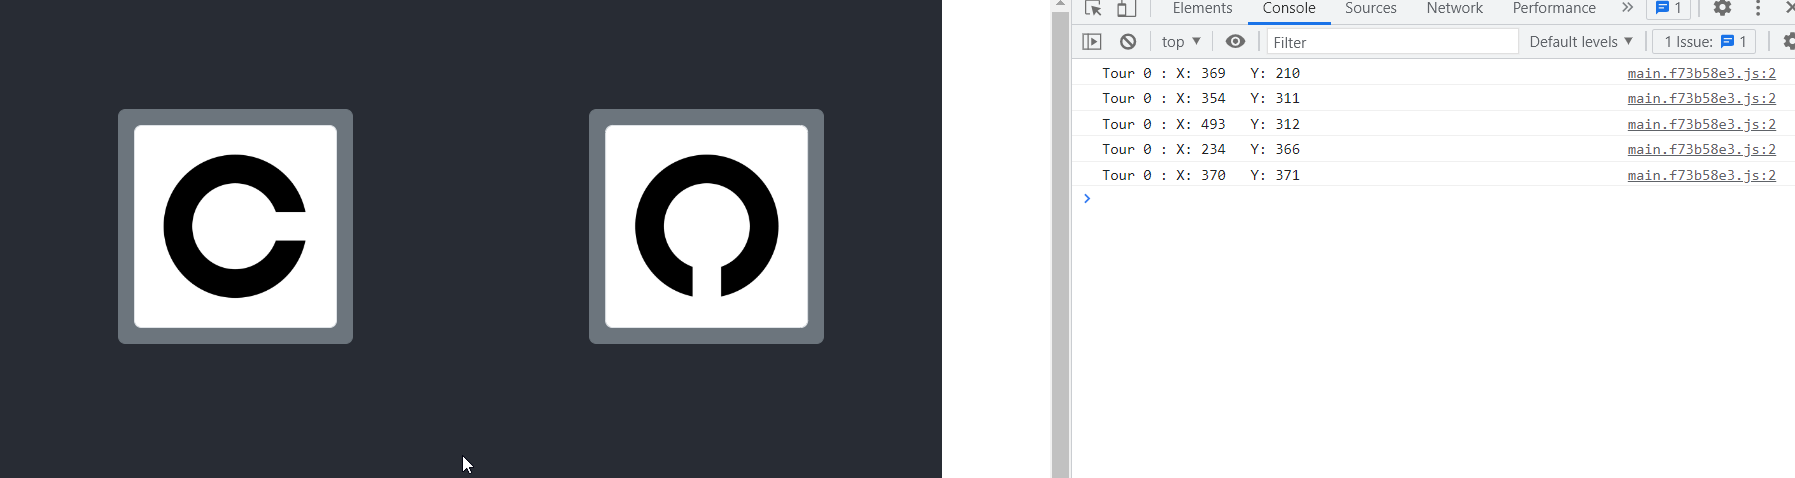 Elements Console Sources Network Performance » 1
top ▼ Filter Default levels ▼ 1 Issue: 1
Tour 0 : X: 369 Y: 210 main.f73b58e3.js:2
Tour 0 : X: 354 Y: 311 main.f73b58e3.js:2
Tour 0 : X: 493 Y: 312 main.f73b58e3.js:2
Tour 0 : X: 234 Y: 366 main.f73b58e3.js:2
Tour 0 : X: 370 Y: 371 main.f73b58e3.js:2